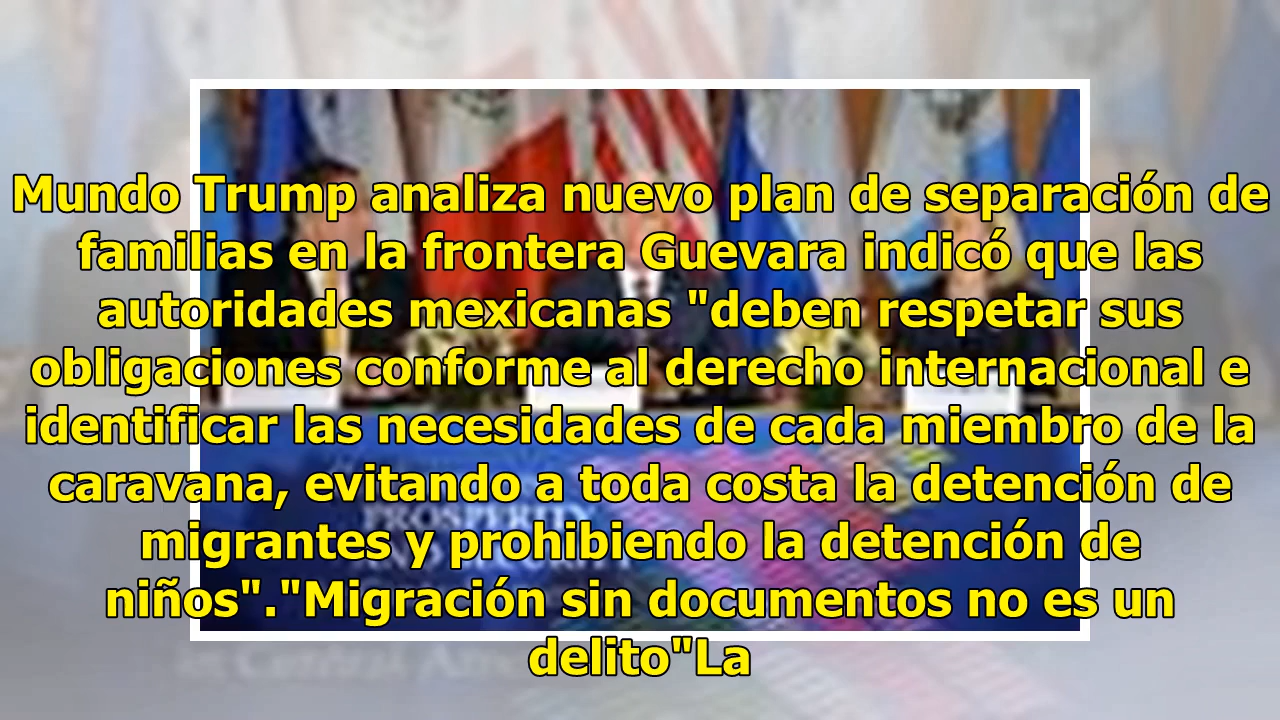 Mundo Trump analiza nuevo plan de separación de
familias en la frontera Guevara indicó que las
autoridades mexicanas "deben respetar sus
obligaciones conforme al derecho internacional e
identificar las necesidades de cada miembro de la
caravana, evitando a toda costa la detención de
migrantes y prohibiendo la detención de
niños"."Migración sin documentos no es un
delito"La
PROSPERITY